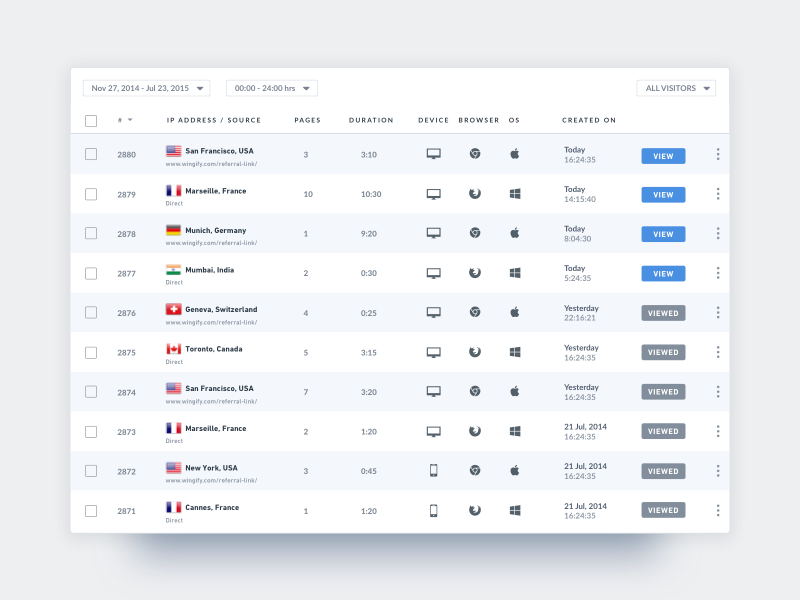 Nov 27, 2014 - Jul 23, 2015 00:00 - 24:00 hrs ALL VISITORS
# IP ADDRESS / SOURCE PAGES DURATION DEVICE BROWSER OS CREATED ON
2880 San Francisco, USA 3 3:10 Today VIEW
www.wingify.com/referral-link/ 16:24:35
2879 Marseille, France 10 10:30 Today VIEW
Direct 14:15:40
2878 Munich, Germany 1 9:20 Today VIEW
www.wingify.com/referral-link/ 8:04:30
2877 Mumbai, India 2 0:30 Today VIEW
Direct 5:24:35
2876 Geneva, Switzerland 4 0:25 Yesterday VIEWED
www.wingify.com/referral-link/ 22:16:21
2875 Toronto, Canada 5 3:15 Yesterday VIEWED
Direct 16:24:35
2874 San Francisco, USA 7 3:20 Yesterday VIEWED
www.wingify.com/referral-link/ 16:24:35
2873 Marseille, France 2 1:20 21 Jul, 2014 VIEWED
Direct 16:24:35
2872 New York, USA 3 0:45 21 Jul, 2014 VIEWED
www.wingify.com/referral-link/ 16:24:35
2871 Cannes, France 1 1:20 21 Jul, 2014 VIEWED
Direct 16:24:35